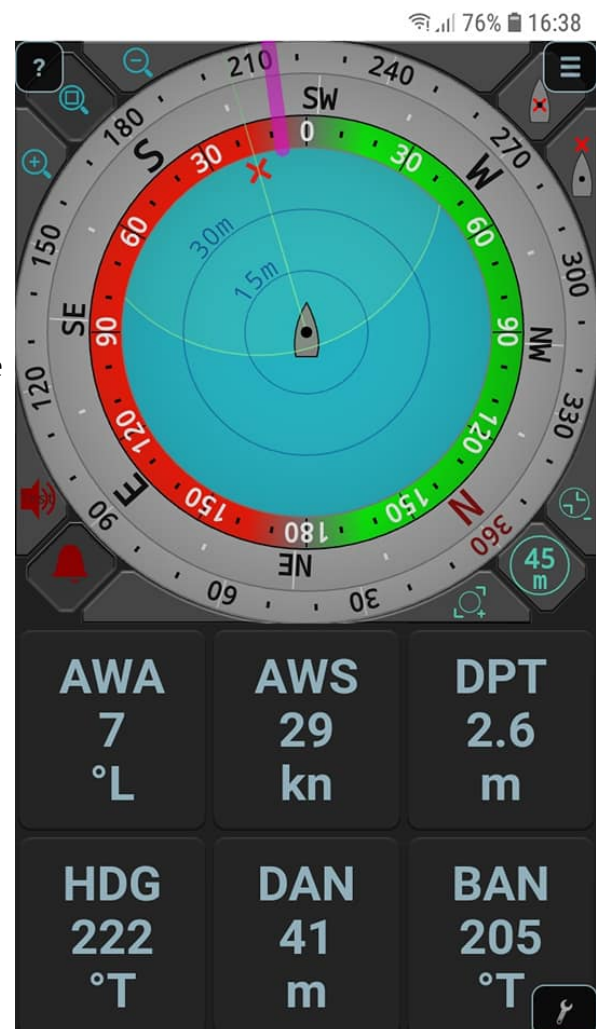 76% 16:38
?
210
240
180
270
150
300
120
330
90
360
60
30
SW
S
W
SE
NW
E
N
NE
0
30
30
60
60
90
90
120
120
150
150
180
30m
15m
45
m
e
AWA
7
°L
AWS
29
kn
DPT
2.6
m
HDG
222
°T
DAN
41
m
BAN
205
°T